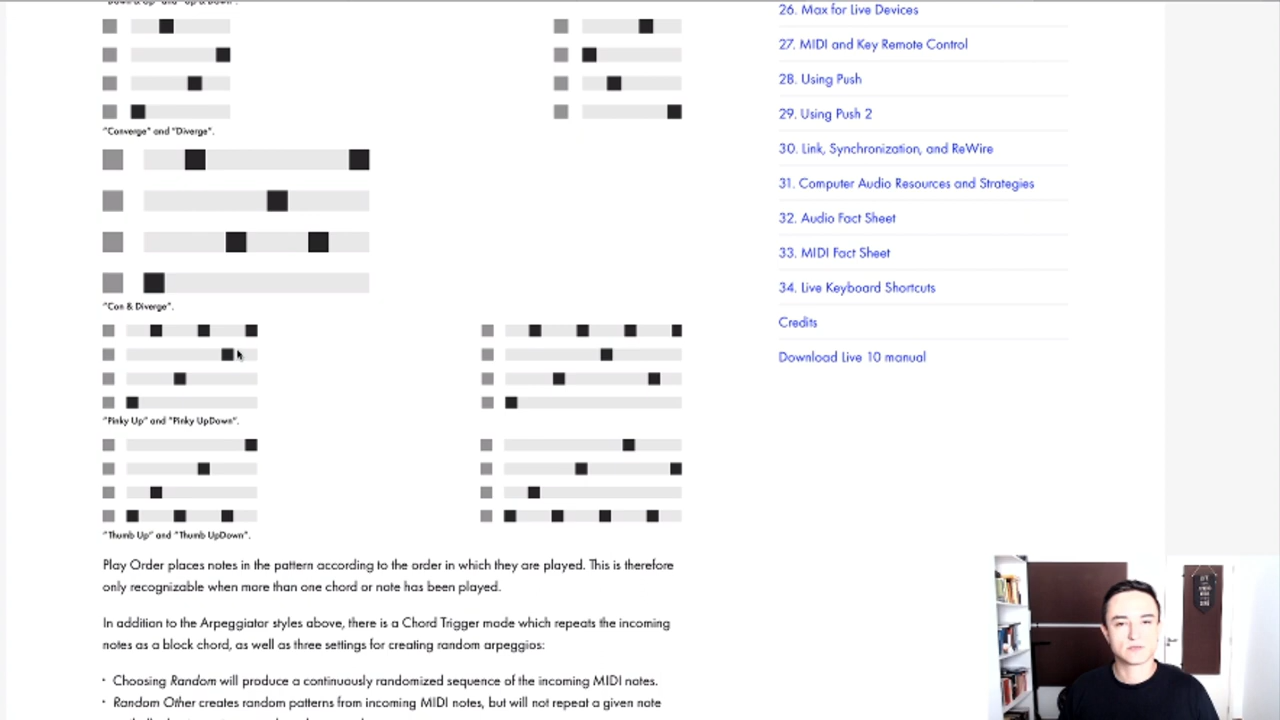 "Converge" and "Diverge".
"Con & Diverge".
"Pinky Up" and "Pinky UpDown".
"Thumb Up" and "Thumb UpDown".
Play Order places notes in the pattern according to the order in which they are played. This is therefore
only recognizable when more than one chord or note has been played.
In addition to the Arpeggiator styles above, there is a Chord Trigger mode which repeats the incoming
notes as a block chord, as well as three settings for creating random arpeggios:
· Choosing Random will produce a continuously randomized sequence of the incoming MIDI notes.
· Random Other creates random patterns from incoming MIDI notes, but will not repeat a given note
26. Max for Live Devices
27. MIDI and Key Remote Control
28. Using Push
29. Using Push 2
30. Link, Synchronization, and ReWire
31. Computer Audio Resources and Strategies
32. Audio Fact Sheet
33. MIDI Fact Sheet
34. Live Keyboard Shortcuts
Credits
Download Live 10 manual